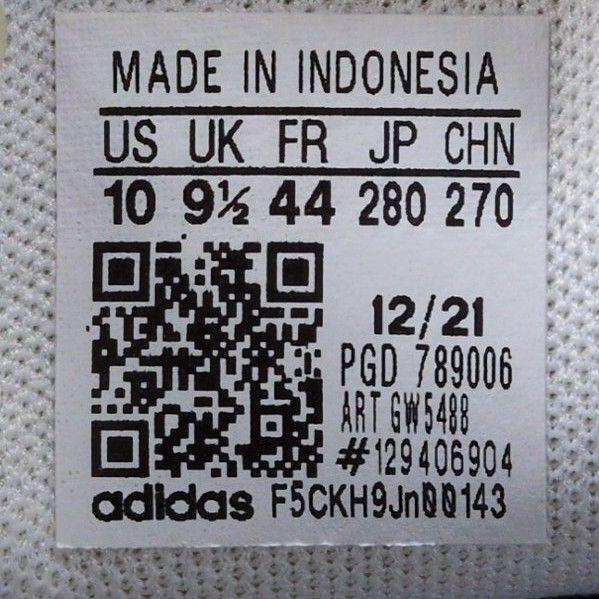 MADE IN INDONESIA
US UK FR JP CHN
10 9½ 44 280 270
12/21
PGD 789006
ART GW5488
#129406904
adidas F5CKH9Jn00143